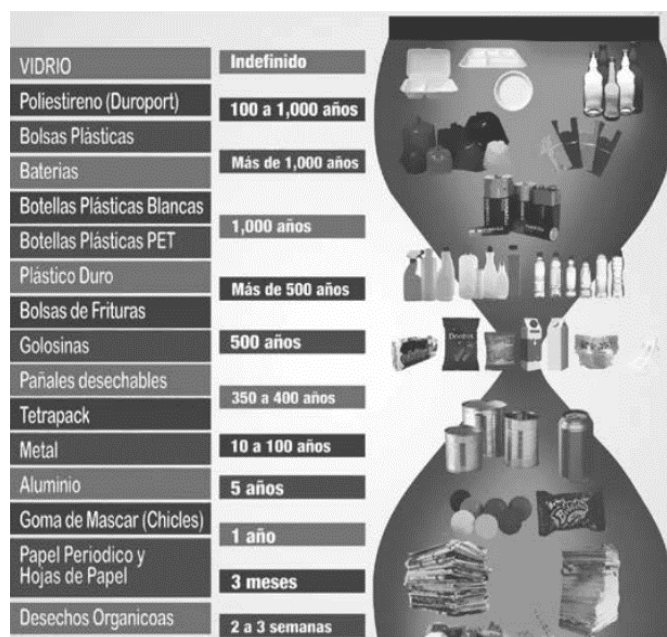 VIDRIO
Indefinido
Poliestireno (Duroport)
100 a 1,000 años
Bolsas Plásticas
Más de 1,000 años
Baterias
Botellas Plásticas Blancas
1,000 años
Botellas Plásticas PET
Plástico Duro
Más de 500 años
Bolsas de Frituras
500 años
Golosinas
Pañales desechables
350 a 400 años
Tetrapack
Metal
10 a 100 años
Aluminio
5 años
Goma de Mascar (Chicles)
1 año
Papel Periodico y
Hojas de Papel
3 meses
Desechos Organicoas
2 a 3 semanas
Doritos